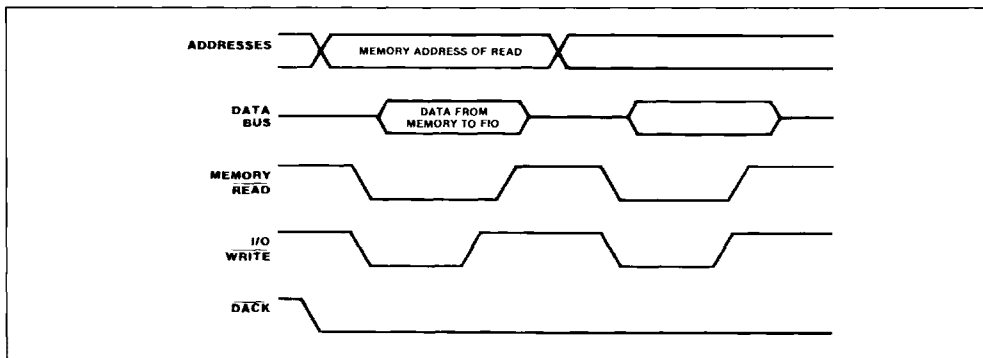 ADDRESSES
MEMORY ADDRESS OF READ
DATA
BUS
DATA FROM
MEMORY TO FIO
MEMORY
READ
I/O
WRITE
DACK